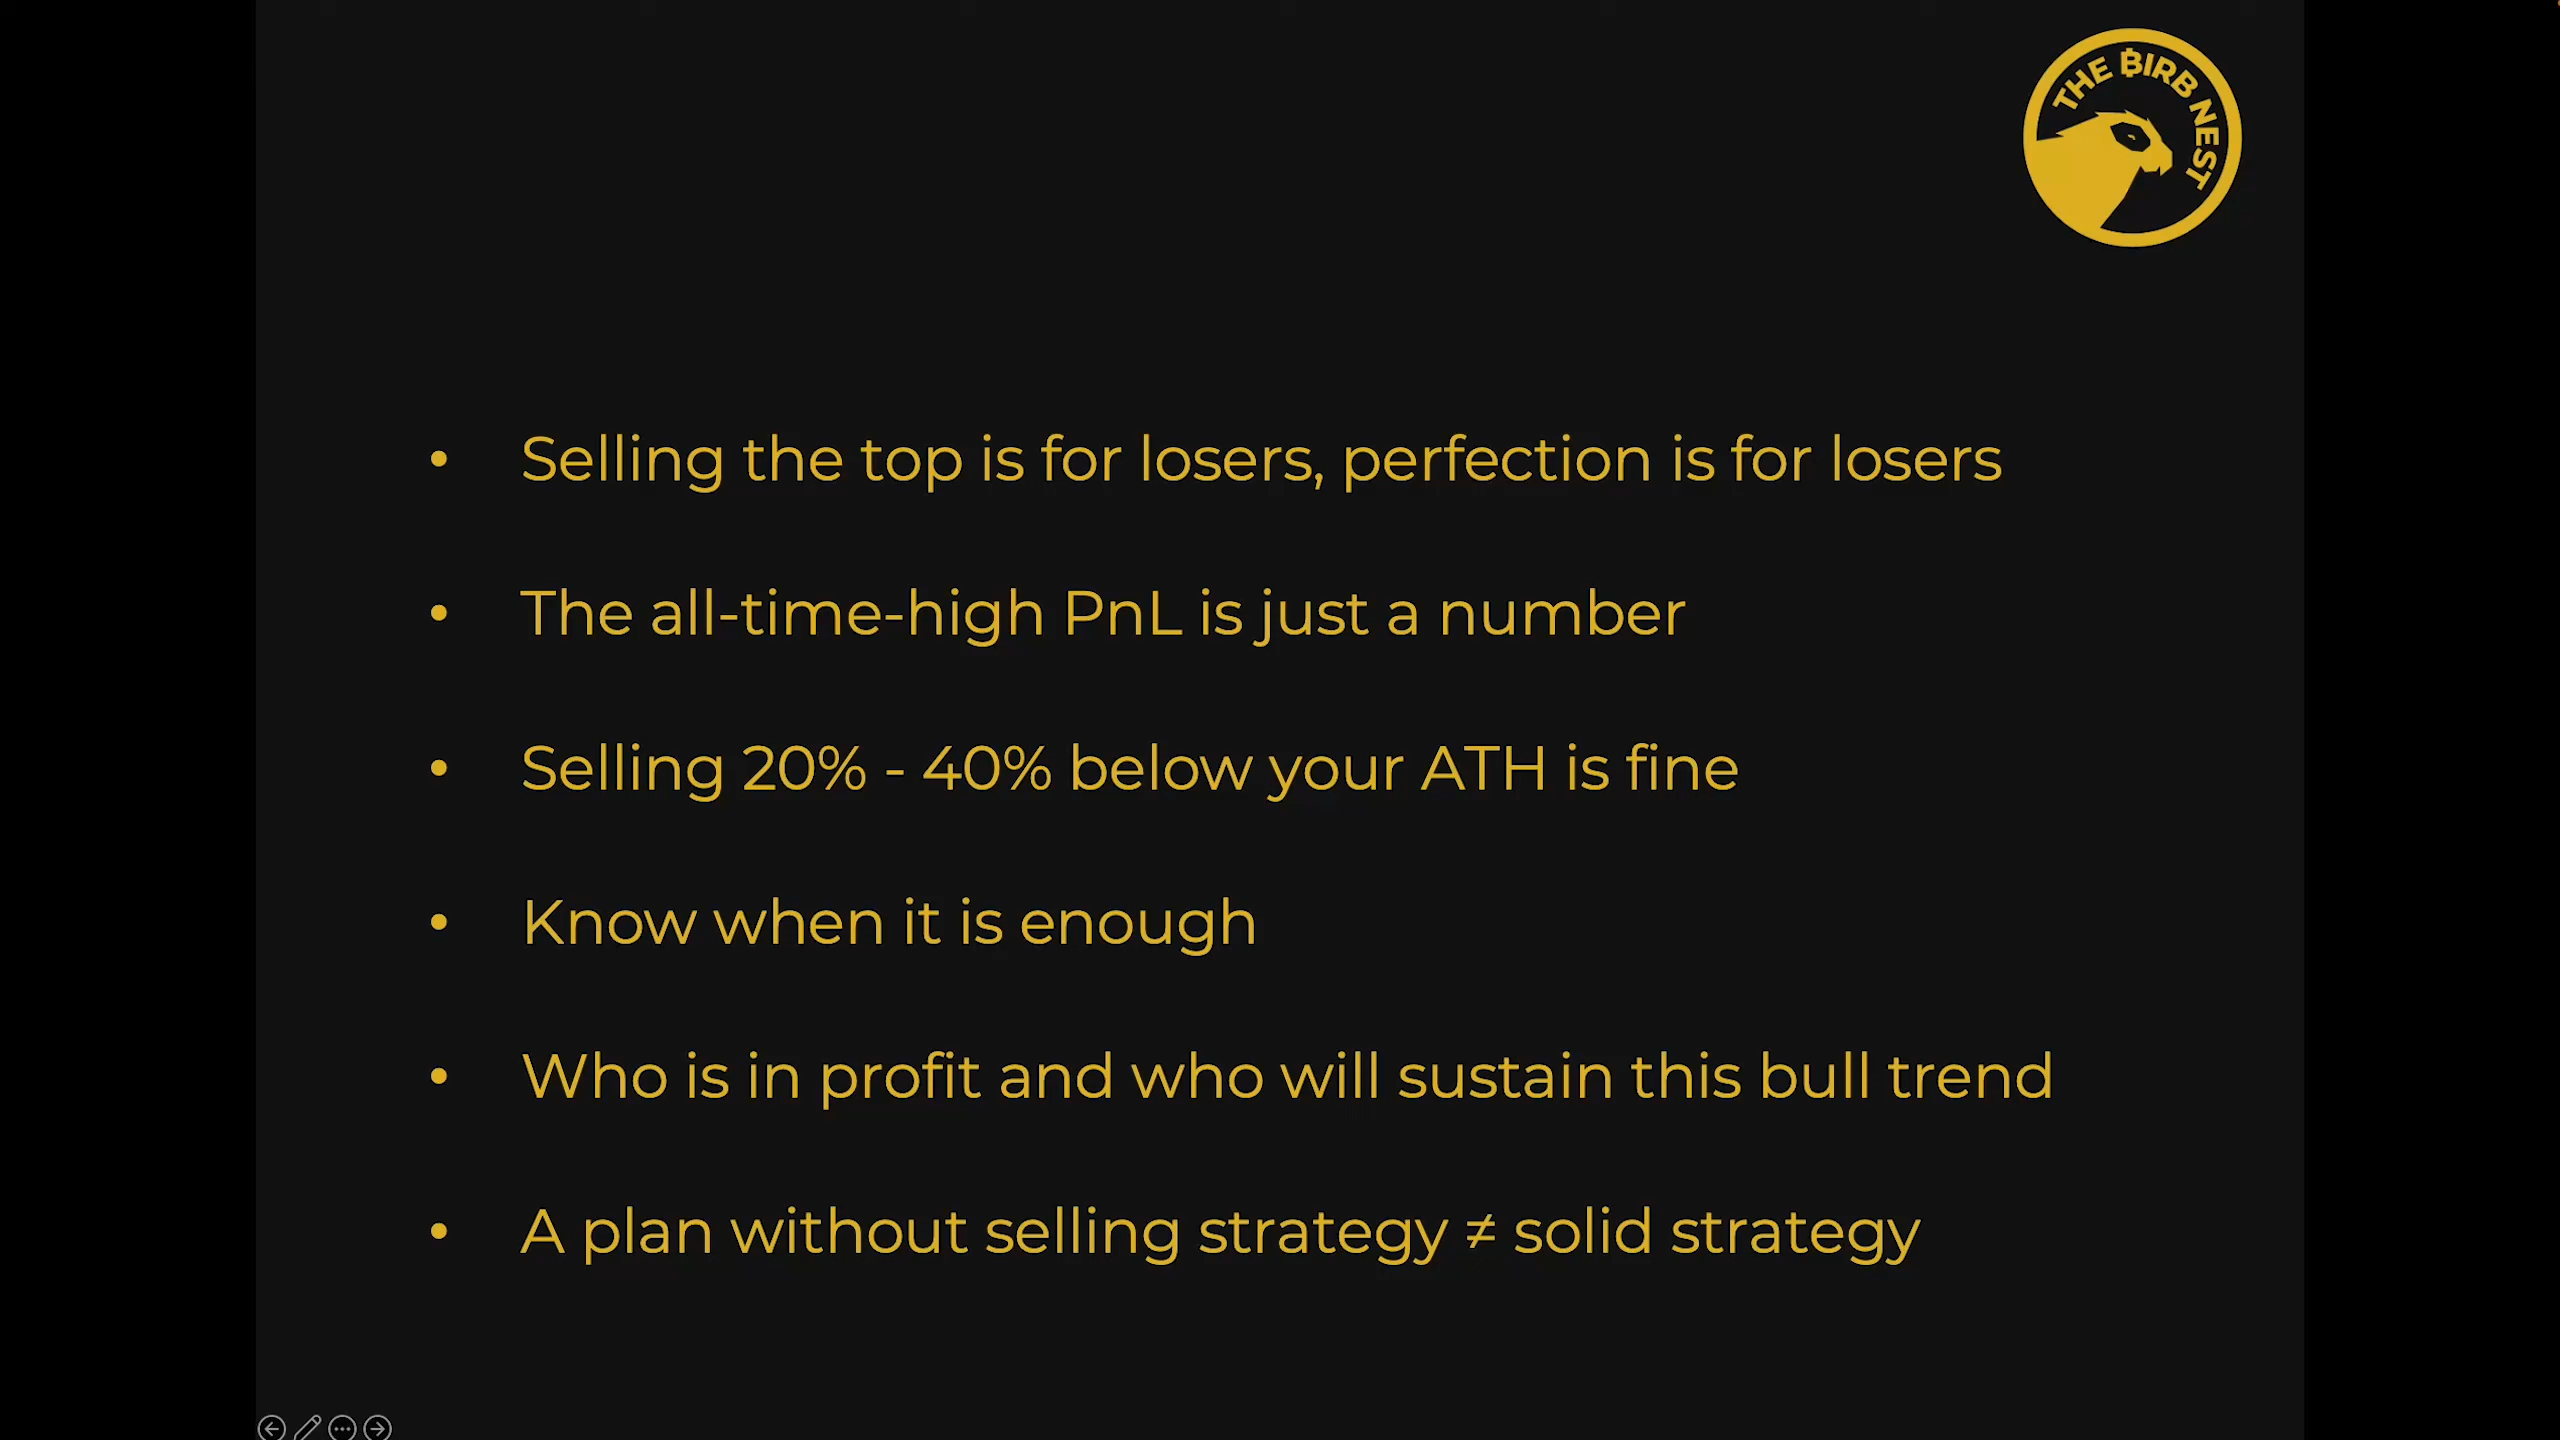 THE ₿IRB NEST
• Selling the top is for losers, perfection is for losers
• The all-time-high PnL is just a number
• Selling 20% - 40% below your ATH is fine
• Know when it is enough
• Who is in profit and who will sustain this bull trend
• A plan without selling strategy ≠ solid strategy